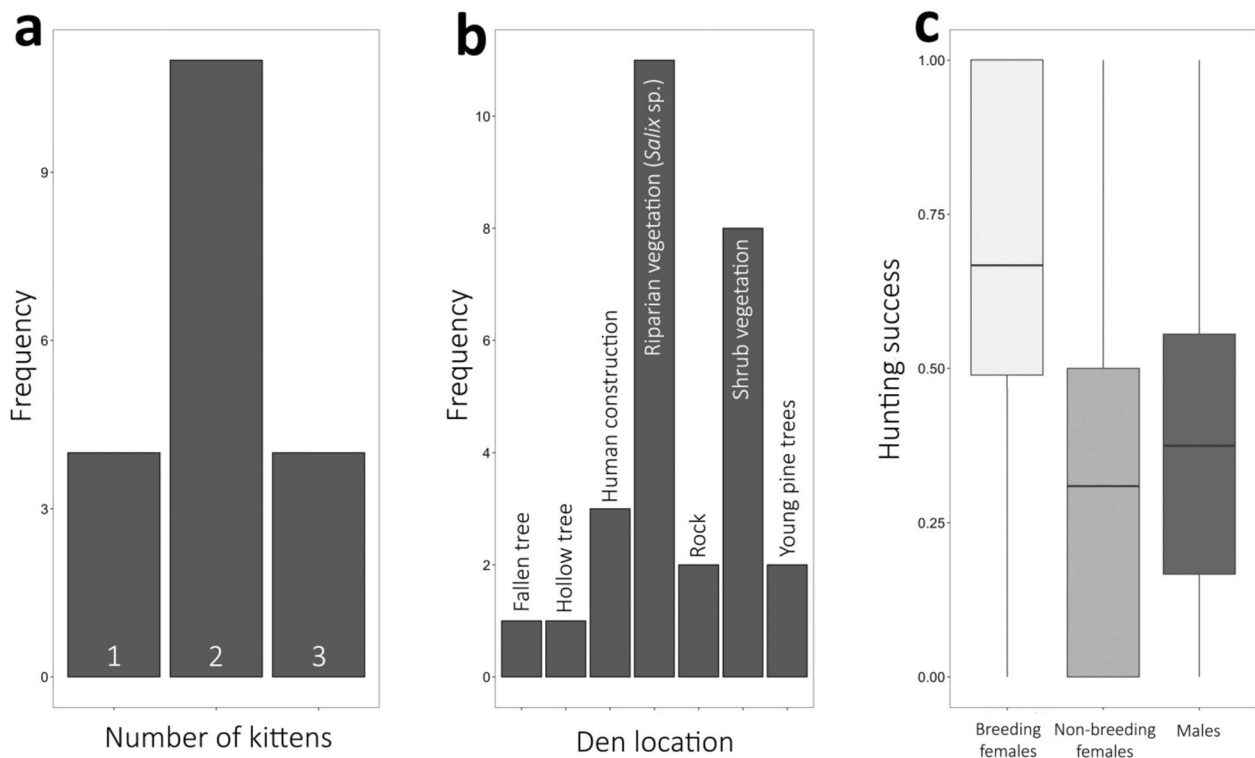 a
9
6
3
0
Frequency
1
2
3
Number of kittens
b
10
8
6
4
2
0
Frequency
Fallen tree
Hollow tree
Human construction
Riparian vegetation (Salix sp.)
Rock
Shrub vegetation
Young pine trees
Den location
c
1.00
0.75
0.50
0.25
0.00
Hunting success
Breeding
females
Non-breeding
females
Males